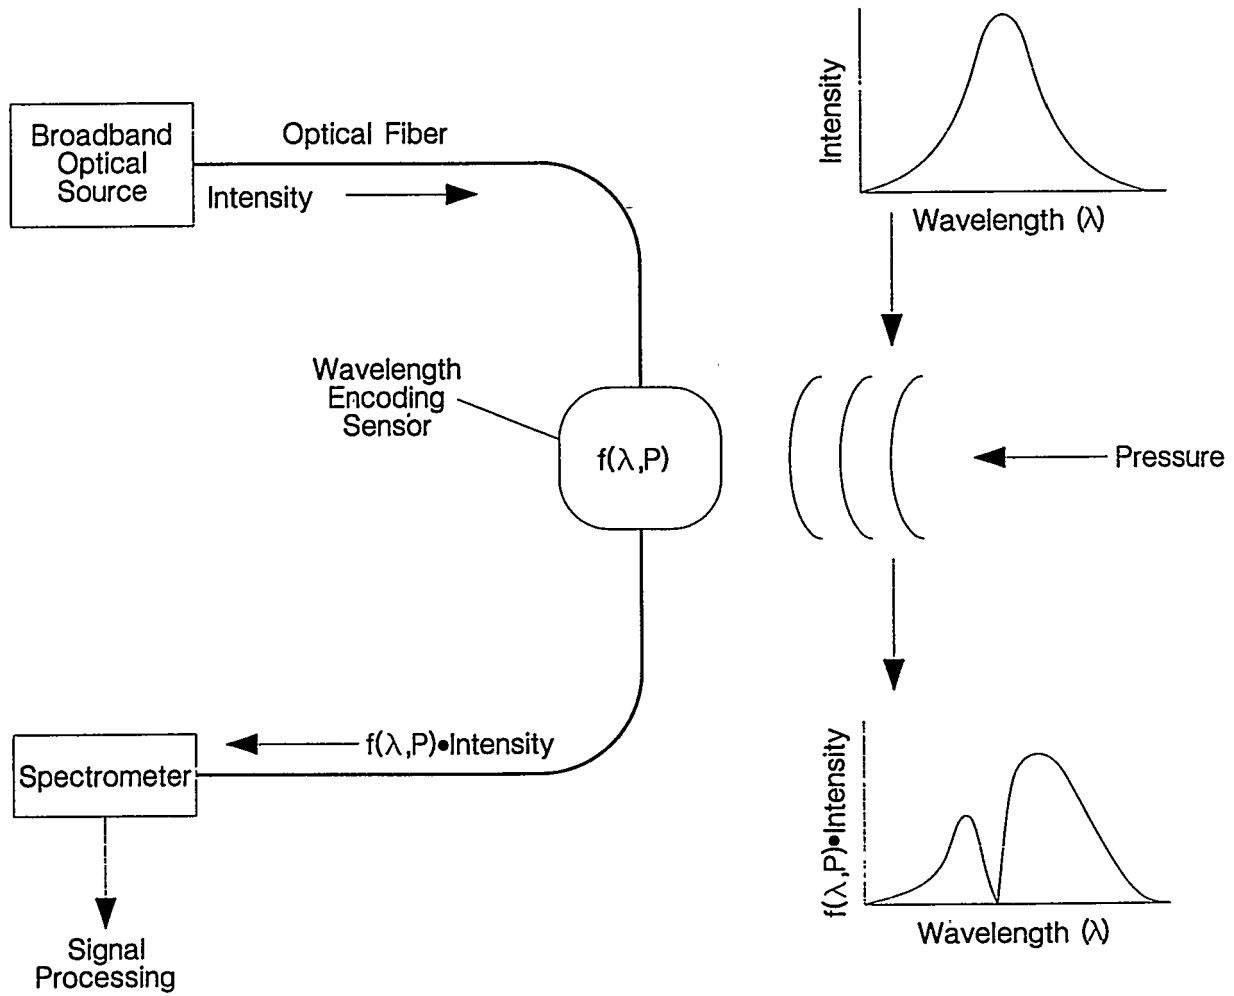 Broadband
Optical
Source
Optical Fiber
Intensity
Wavelength
Encoding
Sensor
f(λ,P)
f(λ,P)•Intensity
Spectrometer
Signal
Processing
Intensity
Wavelength (λ)
Pressure
f(λ,P)•Intensity
Wavelength (λ)